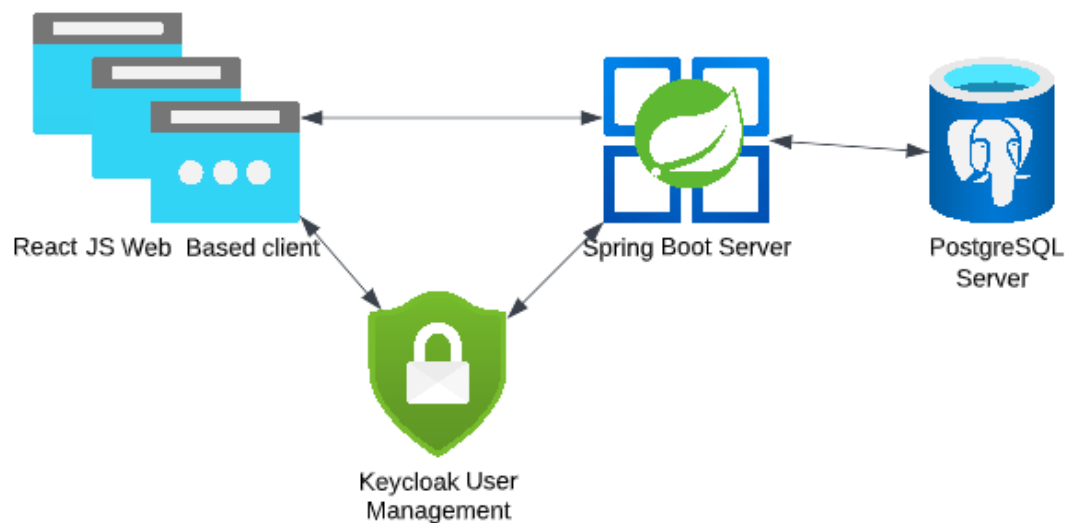 React JS Web Based client
Spring Boot Server
PostgreSQL
Server
Keycloak User
Management